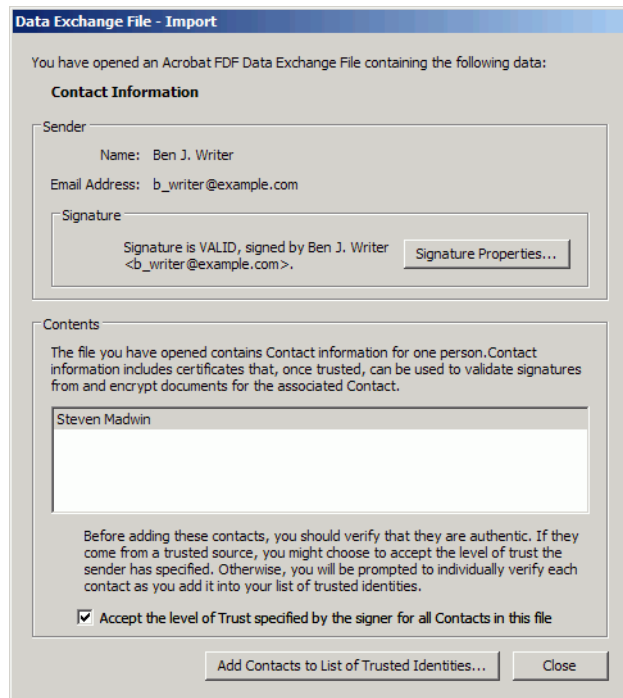 Data Exchange File - Import
You have opened an Acrobat FDF Data Exchange File containing the following data:
Contact Information
Sender
Name: Ben J. Writer
Email Address: b_writer@example.com
Signature
Signature is VALID, signed by Ben J. Writer
<b_writer@example.com>.
Signature Properties...
Contents
The file you have opened contains Contact information for one person.Contact
information includes certificates that, once trusted, can be used to validate signatures
from and encrypt documents for the associated Contact.
Steven Madwin
Before adding these contacts, you should verify that they are authentic. If they
come from a trusted source, you might choose to accept the level of trust the
sender has specified. Otherwise, you will be prompted to individually verify each
contact as you add it into your list of trusted identities.
Accept the level of Trust specified by the signer for all Contacts in this file
Add Contacts to List of Trusted Identities...
Close